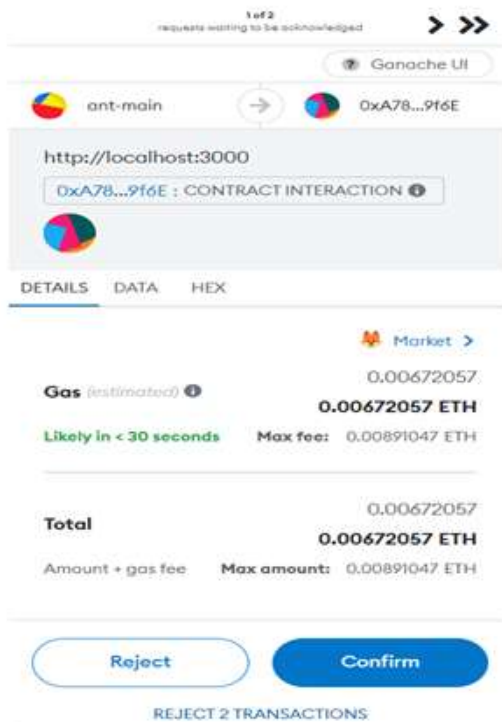 1 of 2
requests waiting to be acknowledged
Ganache UI
ant-main
0xA78...9f6E
http://localhost:3000
0xA78...9f6E : CONTRACT INTERACTION
DETAILS DATA HEX
Market >
0.00672057
Gas (estimated) 0.00672057 ETH
Likely in < 30 seconds Max fee: 0.00891047 ETH
0.00672057
Total 0.00672057 ETH
Amount + gas fee Max amount: 0.00891047 ETH
Reject Confirm
REJECT 2 TRANSACTIONS